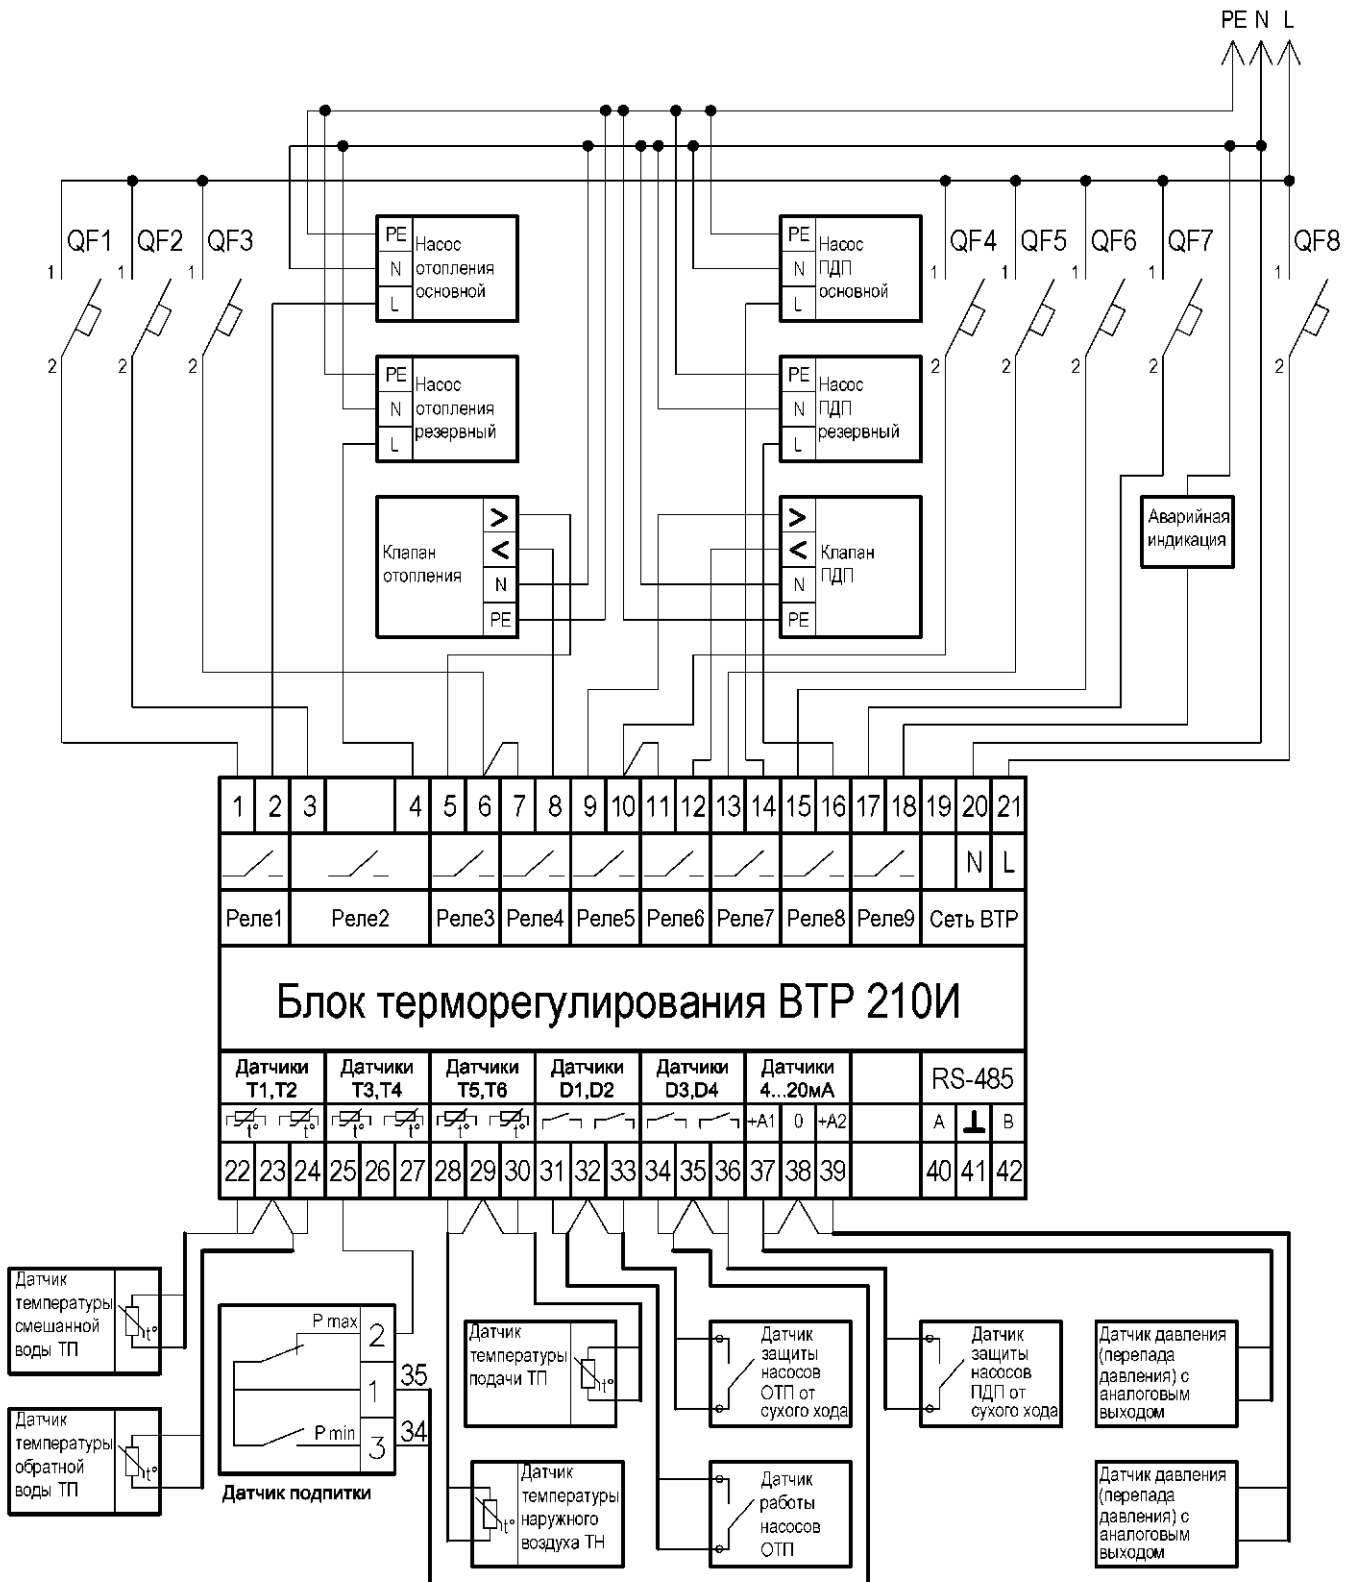 PE N L
QF1 QF2 QF3 QF4 QF5 QF6 QF7 QF8
1 1 1 1 1 1 1 1
2 2 2 2 2 2 2 2
PE
N
L
Насос
отопления
основной
PE
N
L
Насос
ПДП
основной
PE
N
L
Насос
отопления
резервный
PE
N
L
Насос
ПДП
резервный
Клапан
отопления
>
<
N
PE
>
<
N
PE
Клапан
ПДП
Аварийная
индикация
1 2 3 4 5 6 7 8 9 10 11 12 13 14 15 16 17 18 19 20 21
N L
Реле1 Реле2 Реле3 Реле4 Реле5 Реле6 Реле7 Реле8 Реле9 Сеть ВТР
Блок терморегулирования ВТР 210И
Датчики
Т1,Т2
Датчики
Т3,Т4
Датчики
Т5,Т6
Датчики
D1,D2
Датчики
D3,D4
Датчики
4...20мА
RS-485
t° t° t° t° t° t° +A1 0 +A2 A B
22 23 24 25 26 27 28 29 30 31 32 33 34 35 36 37 38 39 40 41 42
Датчик
температуры
смешанной
воды ТП
t°
Датчик
температуры
обратной
воды ТП
t°
P max 2
1 35
P min 3 34
Датчик подпитки
Датчик
температуры
подачи ТП
t°
Датчик
температуры
наружного
воздуха ТН
t°
Датчик
защиты
насосов
ОТП от
сухого хода
Датчик
работы
насосов
ОТП
Датчик
защиты
насосов
ПДП от
сухого хода
Датчик давления
(перепада
давления) с
аналоговым
выходом
Датчик давления
(перепада
давления) с
аналоговым
выходом